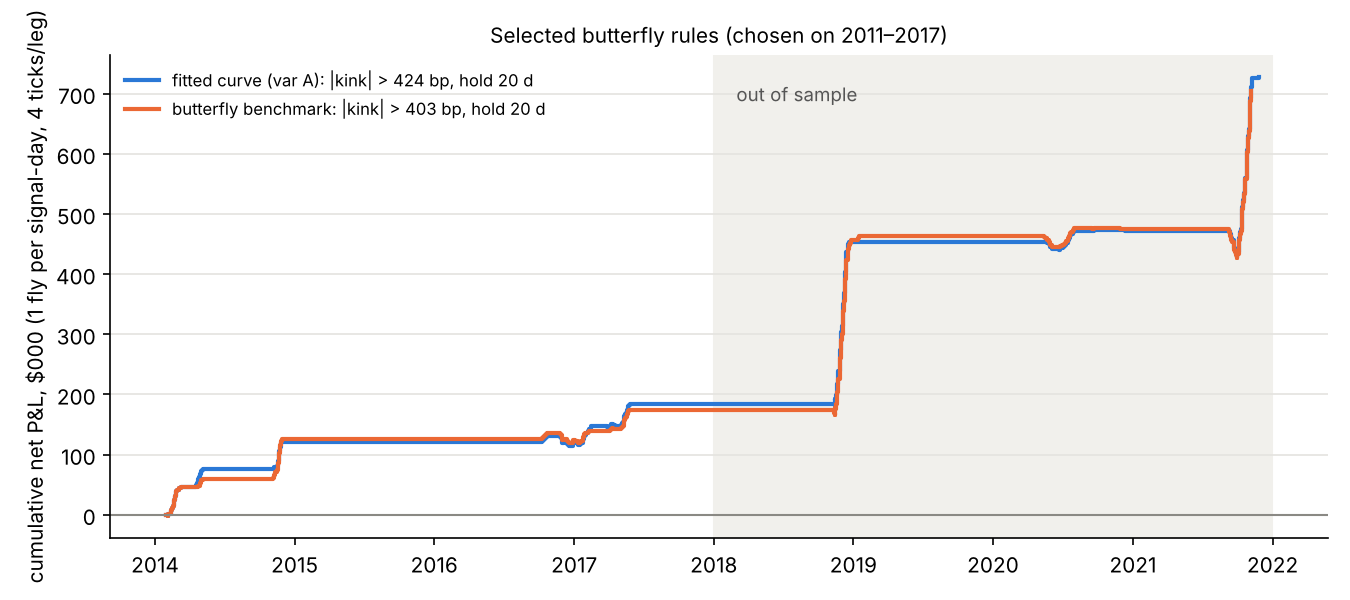 Selected butterfly rules (chosen on 2011–2017)
cumulative net P&L, $000 (1 fly per signal-day, 4 ticks/leg)
fitted curve (var A): |kink| > 424 bp, hold 20 d
butterfly benchmark: |kink| > 403 bp, hold 20 d
out of sample
700
600
500
400
300
200
100
0
2014 2015 2016 2017 2018 2019 2020 2021 2022